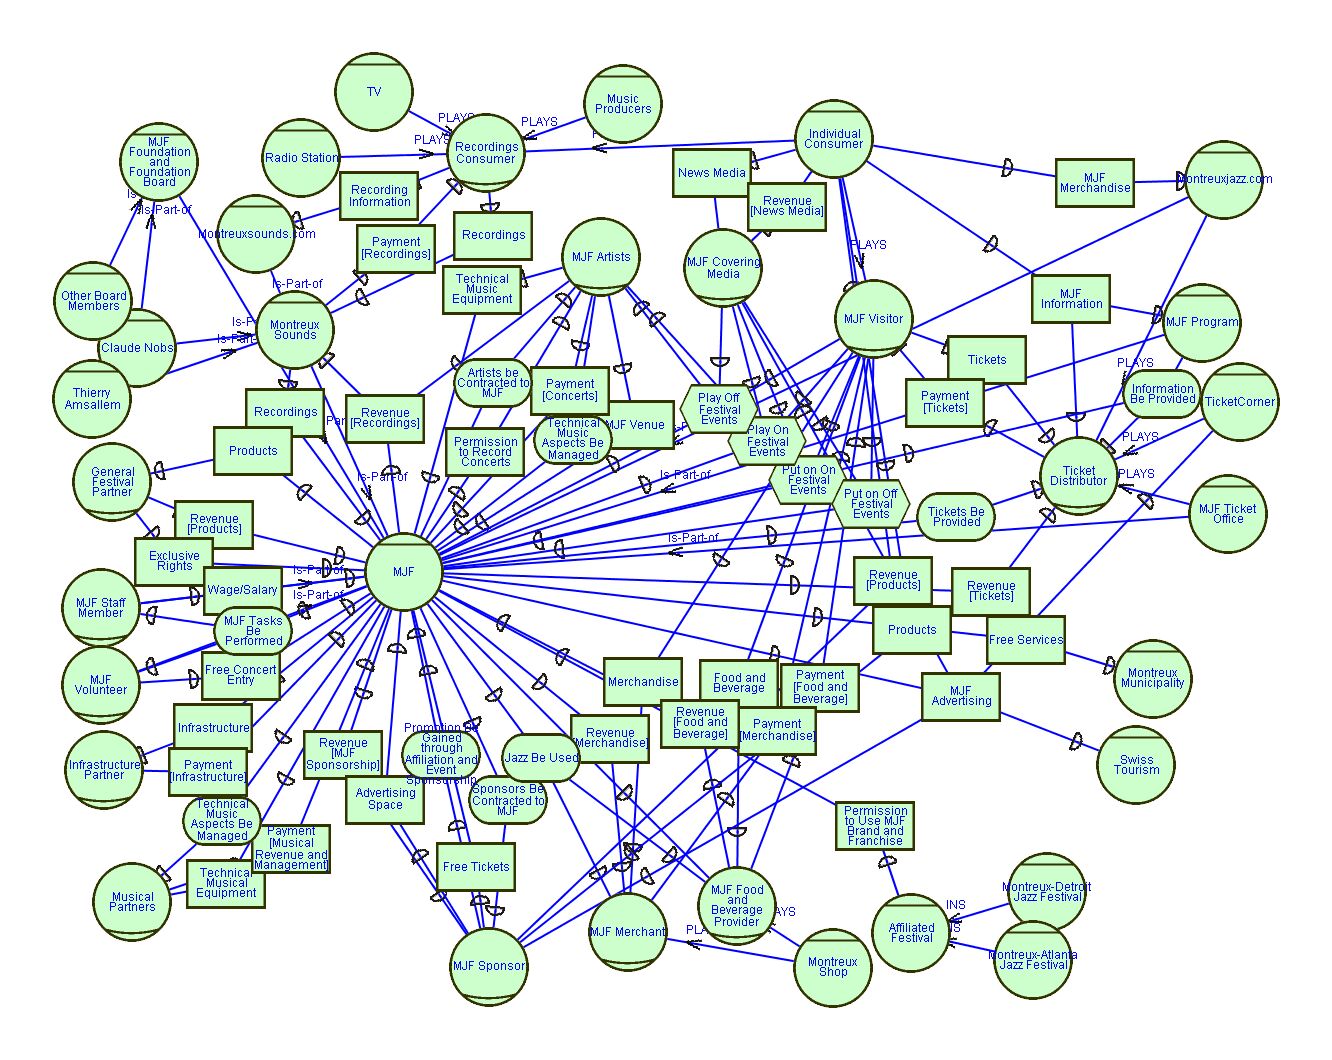 TV
Music
Producers
PLAYS
PLAYS
PLAYS
Recordings
Consumer
Individual
Consumer
MJF
Foundation
and
Foundation
Board
Radio Station
News Media
MJF
Merchandise
Montreuxjazz.com
Recording
Information
Revenue
[News Media]
Is-Part-of
Montreuxsounds.com
Payment
[Recordings]
Recordings
PLAYS
MJF Artists
MJF Covering
Media
Technical
Music
Equipment
Is-Part-of
Other Board
Members
MJF
Information
Montreux
Sounds
MJF Visitor
MJF Program
Claude Nobs
Tickets
PLAYS
Artists be
Contracted to
MJF
Payment
[Concerts]
Thierry
Amsallem
Play Off
Festival
Events
Payment
[Tickets]
Information
Be Provided
TicketCorner
Recordings
Revenue
[Recordings]
MJF Venue
Technical
Music
Aspects Be
Managed
Play On
Festival
Events
PLAYS
Products
Permission
to Record
Concerts
Is-Part-of
Is-Part-of
General
Festival
Partner
Put on On
Festival
Events
Ticket
Distributor
PLAYS
Put on Off
Festival
Events
Tickets Be
Provided
MJF Ticket
Office
Revenue
[Products]
Is-Part-of
Exclusive
Rights
MJF
Is-Part-of
Wage/Salary
Is-Part-of
Revenue
[Products]
Revenue
[Tickets]
MJF Staff
Member
MJF Tasks
Be
Performed
Products
Free Services
MJF
Volunteer
Free Concert
Entry
Merchandise
Food and
Beverage
Payment
[Food and
Beverage]
MJF
Advertising
Montreux
Municipality
Infrastructure
Revenue
[MJF
Sponsorship]
Promotion Be
Gained
through
Affiliation and
Event
Sponsorship
Revenue
[Merchandise]
Revenue
[Food and
Beverage]
Payment
[Merchandise]
Infrastructure
Partner
Payment
[Infrastructure]
Jazz Be Used
Swiss
Tourism
Advertising
Space
Sponsors Be
Contracted to
MJF
Technical
Music
Aspects Be
Managed
Payment
[Musical
Revenue and
Management]
Permission
to Use MJF
Brand and
Franchise
Free Tickets
Technical
Musical
Equipment
Musical
Partners
MJF Food
and
Beverage
Provider
Montreux-Detroit
Jazz Festival
INS
Affiliated
Festival
MJF Merchant
MJF Sponsor
Montreux
Shop
Montreux-Atlanta
Jazz Festival